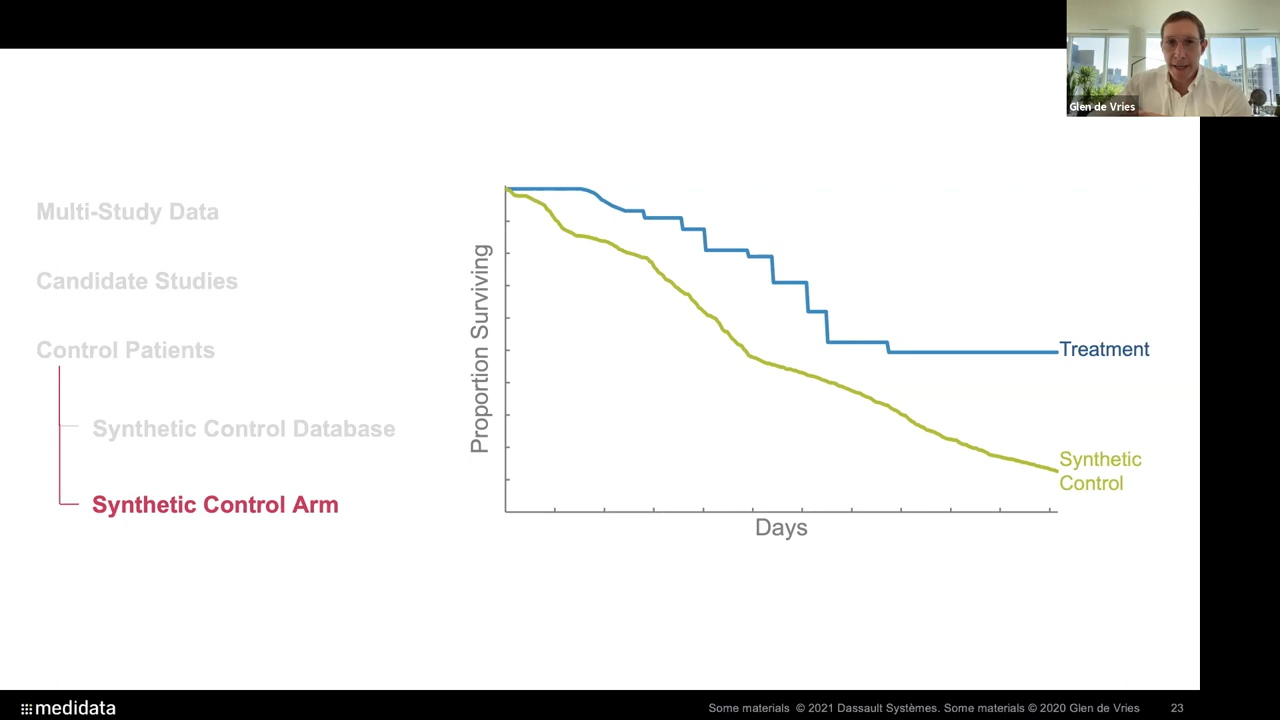 Glen de Vries
Multi-Study Data
Candidate Studies
Control Patients
Synthetic Control Database
Synthetic Control Arm
Proportion Surviving
Treatment
Synthetic
Control
Days
medidata
Some materials © 2021 Dassault Systèmes. Some materials © 2020 Glen de Vries
23